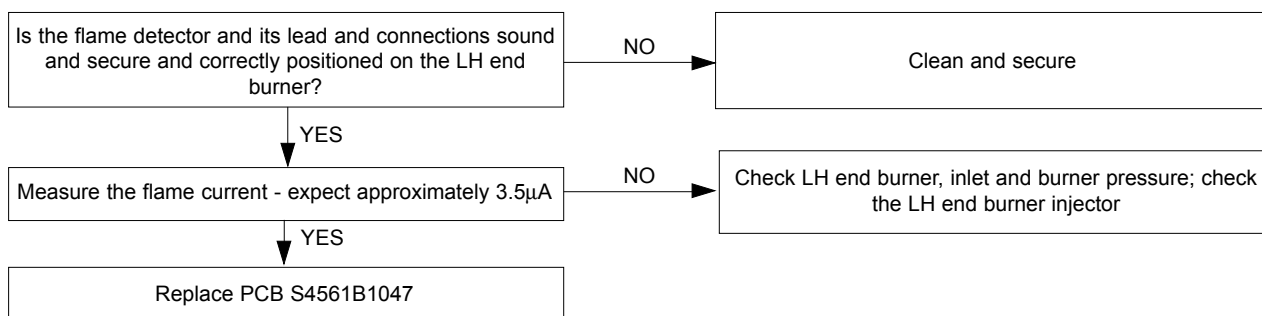 Is the flame detector and its lead and connections sound
and secure and correctly positioned on the LH end
burner?
NO
Clean and secure
YES
Measure the flame current - expect approximately 3.5µA
NO
Check LH end burner, inlet and burner pressure; check
the LH end burner injector
YES
Replace PCB S4561B1047